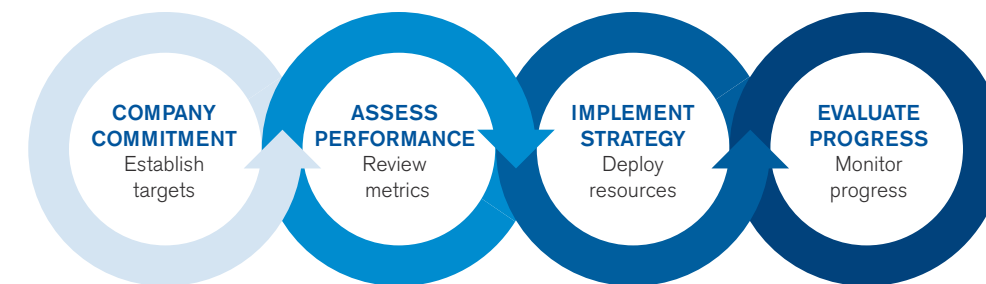 COMPANY
COMMITMENT
Establish
targets
ASSESS
PERFORMANCE
Review
metrics
IMPLEMENT
STRATEGY
Deploy
resources
EVALUATE
PROGRESS
Monitor
progress